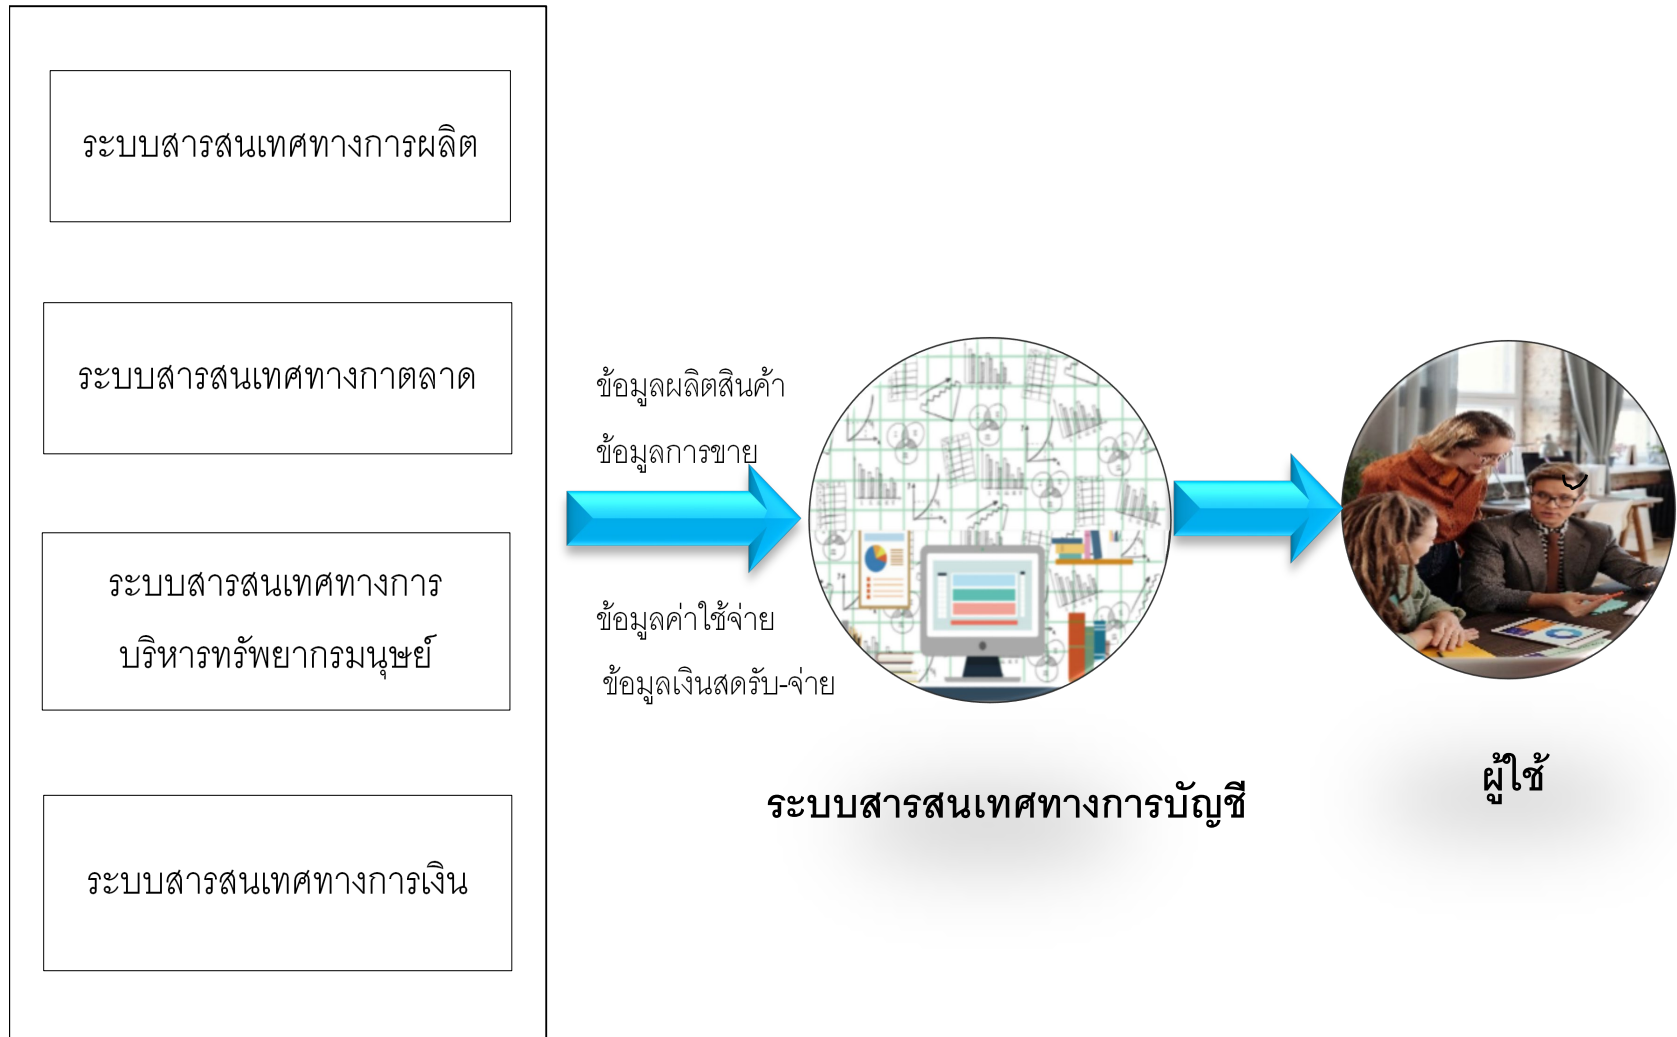 ระบบสารสนเทศทางการผลิต
ระบบสารสนเทศทางกาตลาด
ระบบสารสนเทศทางการ
บริหารทรัพยากรมนุษย์
ระบบสารสนเทศทางการเงิน
ข้อมูลผลิตสินค้า
ข้อมูลการขาย
ข้อมูลค่าใช้จ่าย
ข้อมูลเงินสดรับ-จ่าย
ระบบสารสนเทศทางการบัญชี
ผู้ใช้